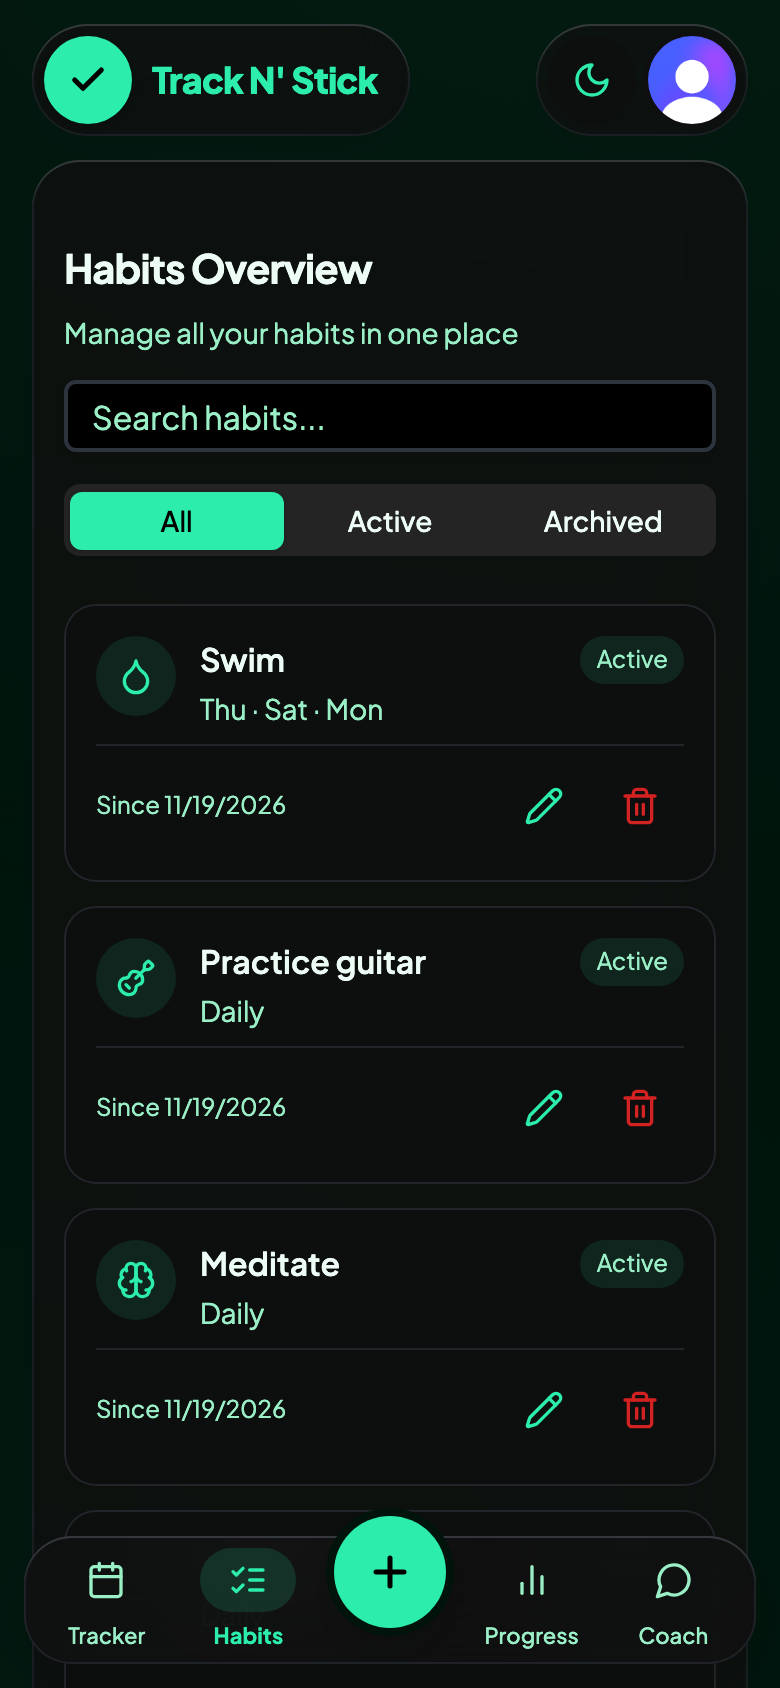 Track N' Stick
Habits Overview
Manage all your habits in one place
Search habits...
All
Active
Archived
Swim
Active
Thu · Sat · Mon
Since 11/19/2026
Practice guitar
Active
Daily
Since 11/19/2026
Meditate
Active
Daily
Since 11/19/2026
Tracker
Habits
Progress
Coach